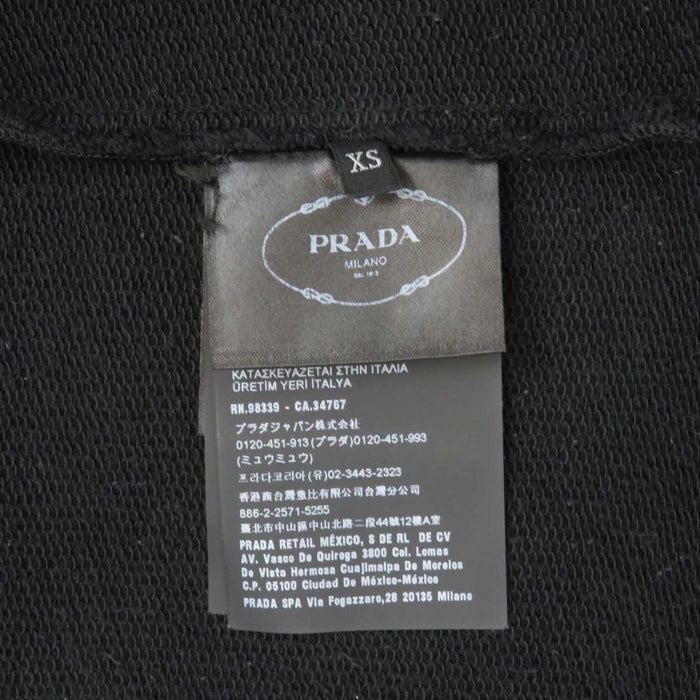 XS
PRADA
MILANO
DAL 1913
ΚΑΤΑΣΚΕΥΑΖΕΤΑΙ ΣΤΗΝ ΙΤΑΛΙΑ
ÜRETİM YERİ İTALYA
RN.98339 - CA.34767
プラダジャパン株式会社
0120-451-913(プラダ)0120-451-993
(ミュウミュウ)
프라다코리아(유)02-3443-2323
香港商台灣童比有限公司台灣分公司
886-2-2571-5255
臺北市中山區中山北路二段44號12樓A室
PRADA RETAIL MÉXICO, S DE RL DE CV
AV. Vasco De Quiroga 3800 Col. Lomas
De Vista Hermosa Cuajimalpa De Morelos
C.P. 05100 Ciudad De México-México
PRADA SPA Via Fogazzaro,28 20135 Milano